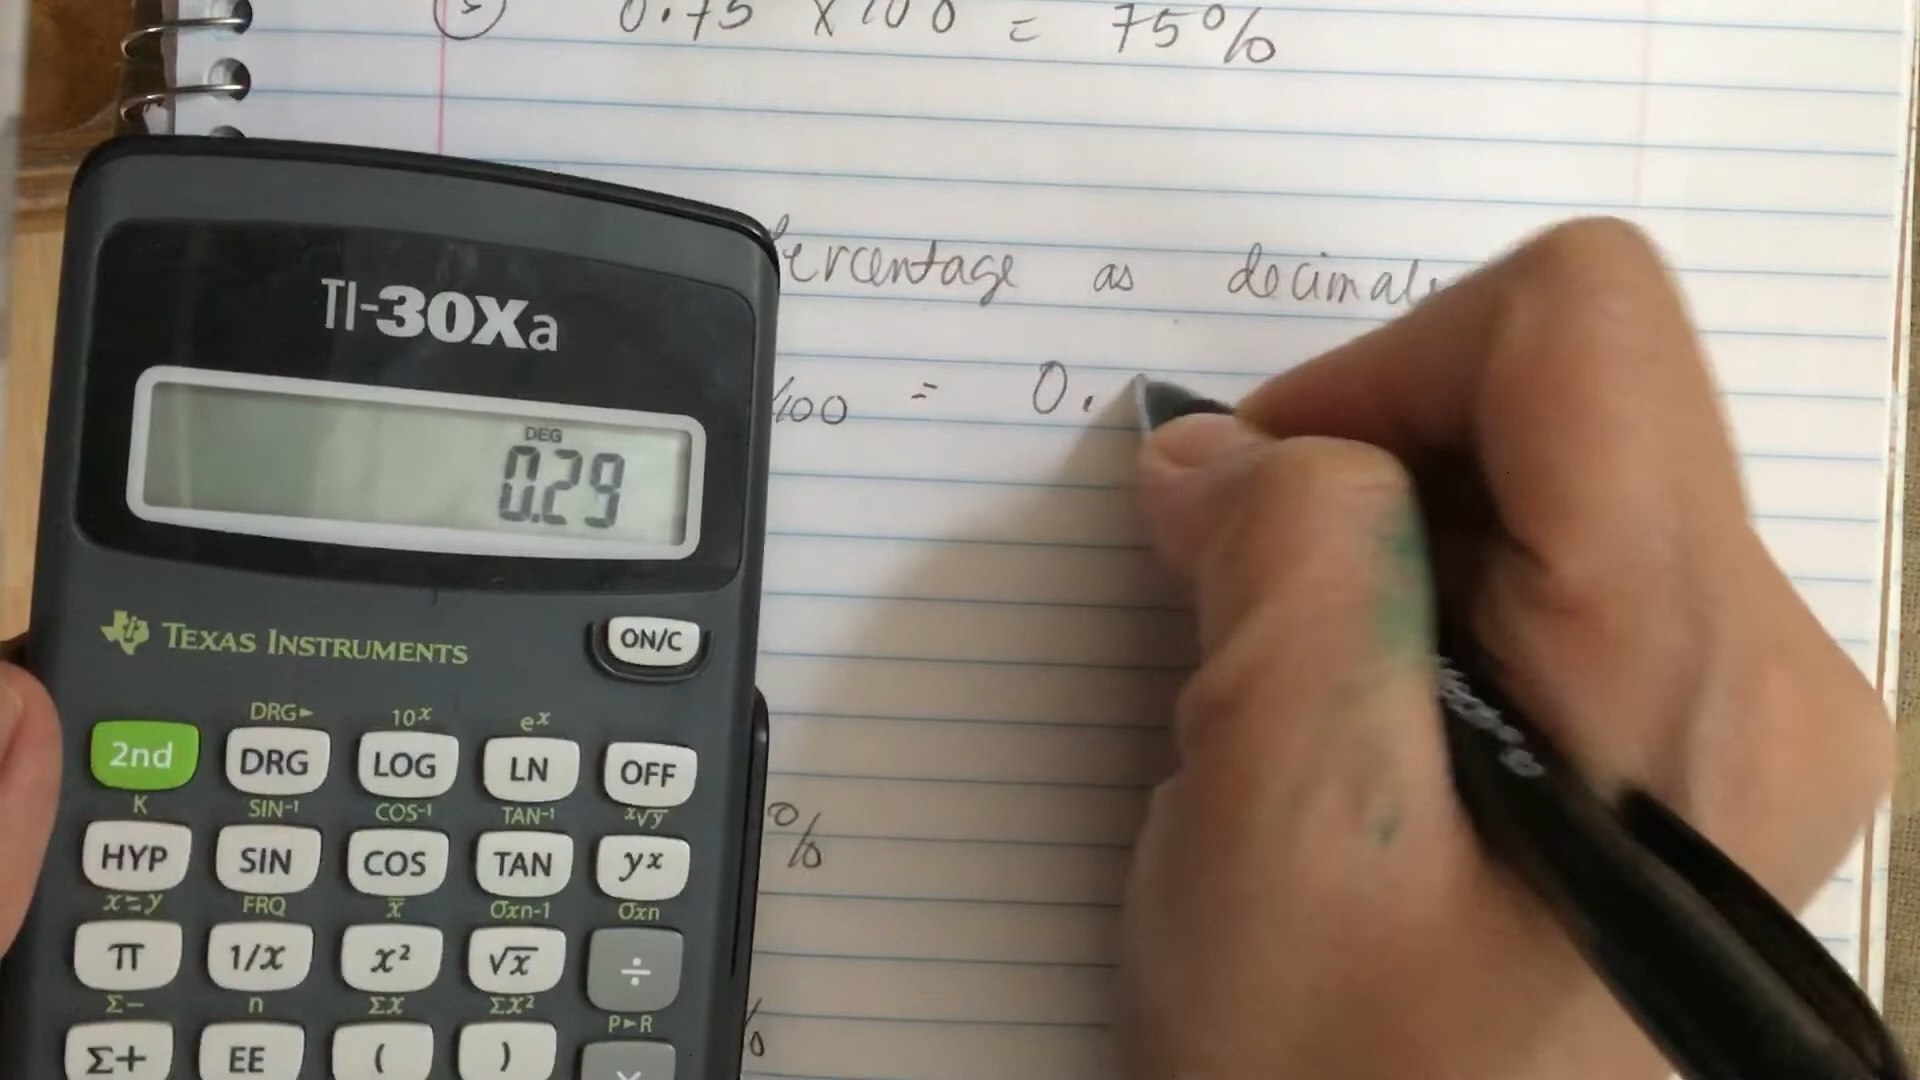 5 0.75 x 100 = 75%
ercentage as decimals
/100 = 0.
%
%
TI-30Xa
DEG
0.29
TEXAS INSTRUMENTS
ON/C
DRG► 10ˣ eˣ
2nd DRG LOG LN OFF
K SIN⁻¹ COS⁻¹ TAN⁻¹ ˣ√y
HYP SIN COS TAN yˣ
x⇄y FRQ x̄ σxn-1 σxn
π 1/x x² √x ÷
Σ− n Σx Σx² P►R
Σ+ EE ( ) ×